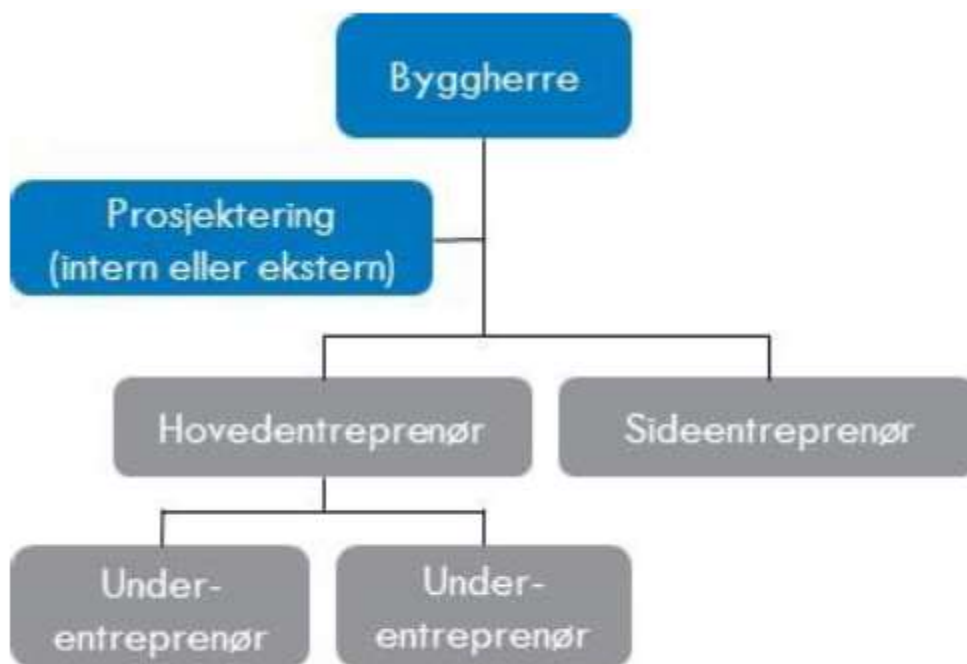 Byggherre
Prosjektering
(intern eller ekstern)
Hovedentreprenør
Sideentreprenør
Under-
entreprenør
Under-
entreprenør